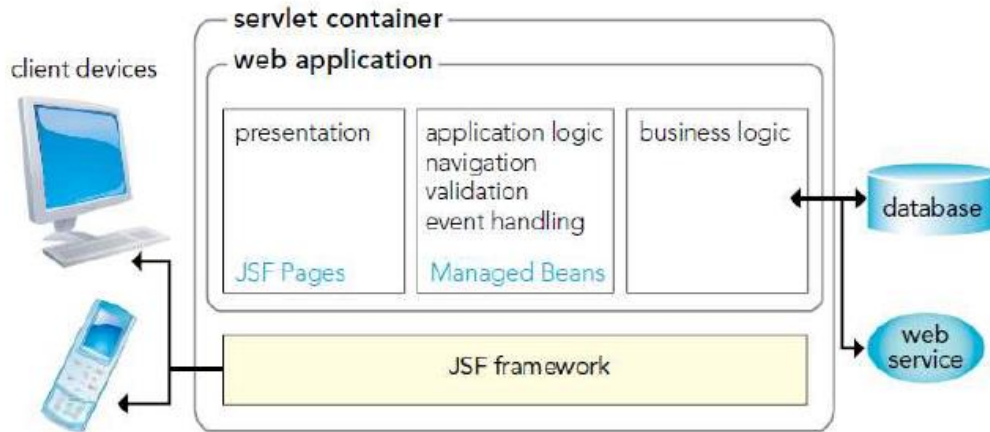 servlet container
web application
client devices
presentation
JSF Pages
application logic
navigation
validation
event handling
Managed Beans
business logic
database
web
service
JSF framework